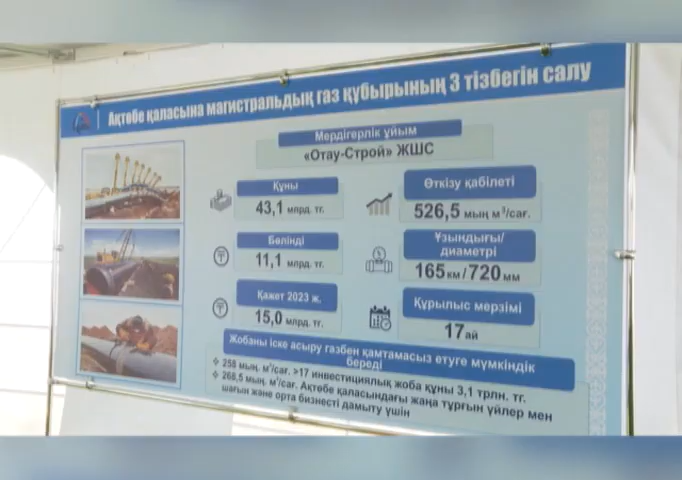 Ақтөбе қаласына магистральдық газ құбырының 3 тізбегін салу
Мердігерлік ұйым
«Отау-Строй» ЖШС
Құны
43,1 млрд. тг.
Өткізу қабілеті
526,5 мың м³/сағ.
Бөлінді
11,1 млрд. тг.
Ұзындығы/
диаметрі
165 км/720 мм
Қажет 2023 ж.
15,0 млрд. тг.
Құрылыс мерзімі
17 ай
Жобаны іске асыру газбен қамтамасыз етуге мүмкіндік
береді
❖ 258 мың. м³/сағ. >17 инвестициялық жоба құны 3,1 трлн. тг.
❖ 268,5 мың. м³/сағ. Ақтөбе қаласындағы жаңа тұрғын үйлер мен
шағын және орта бизнесті дамыту үшін